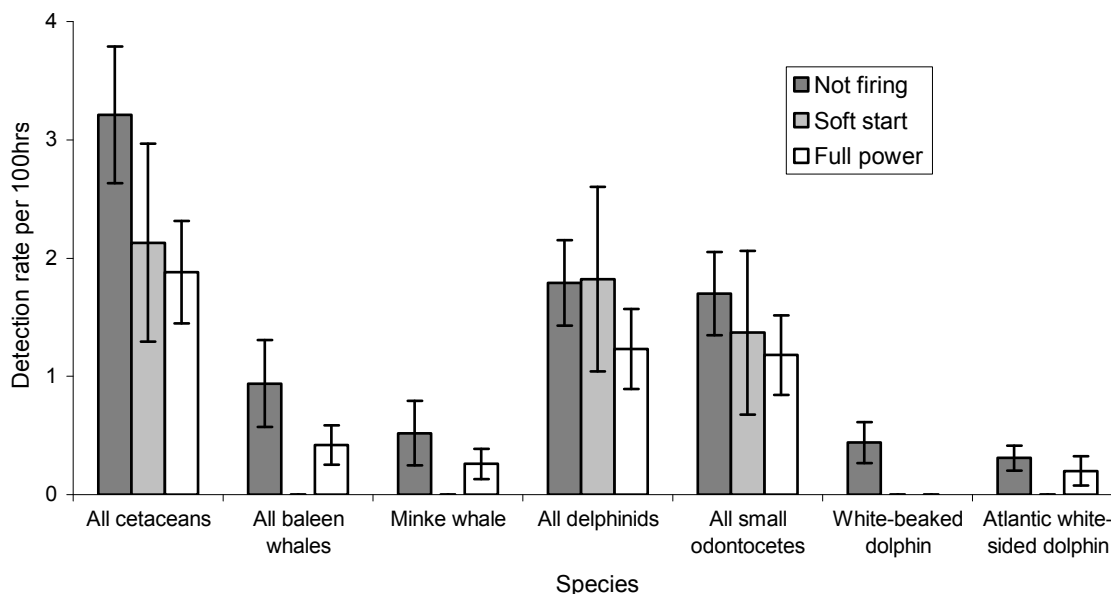 4
3
2
1
0
Detection rate per 100hrs
Not firing
Soft start
Full power
All cetaceans
All baleen
whales
Minke whale
All delphinids
All small
odontocetes
White-beaked
dolphin
Atlantic white-
sided dolphin
Species